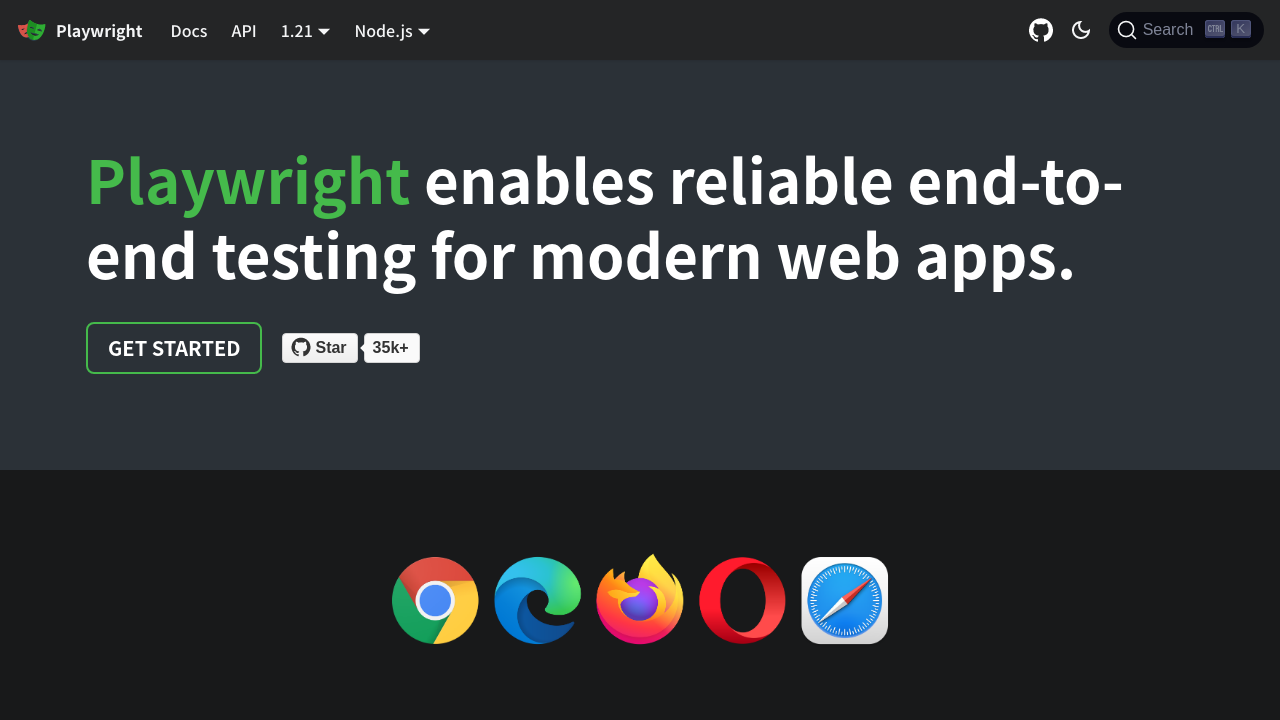 Playwright Docs API 1.21 Node.js Search CTRL K
Playwright enables reliable end-to-
end testing for modern web apps.
GET STARTED Star 35k+